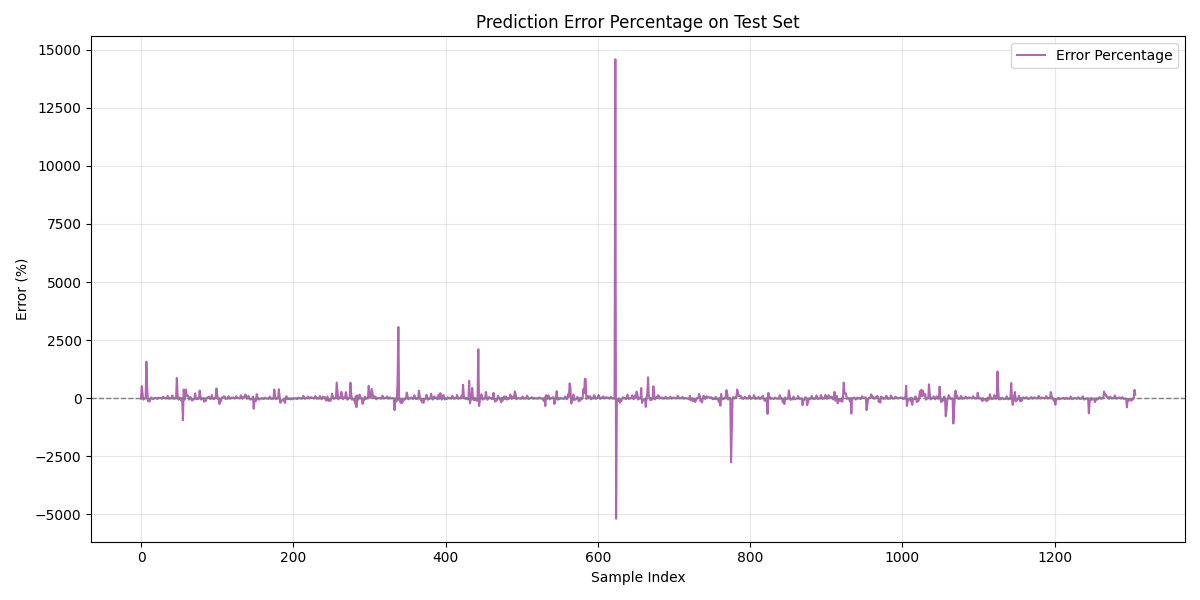 Prediction Error Percentage on Test Set
Error Percentage
15000
12500
10000
7500
5000
2500
0
−2500
−5000
Error (%)
0 200 400 600 800 1000 1200
Sample Index